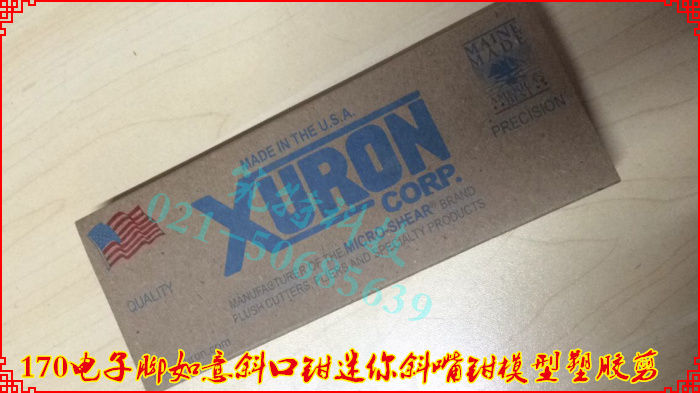 MADE IN THE U.S.A.
XURON
CORP.
MANUFACTURER OF THE MICRO-SHEAR® BRAND
FLUSH CUTTERS, PLIERS AND SPECIALTY PRODUCTS
QUALITY
MAINE
MADE
PRECISION
021 50685639
170电子脚如意斜口钳迷你斜嘴钳模型塑胶剪